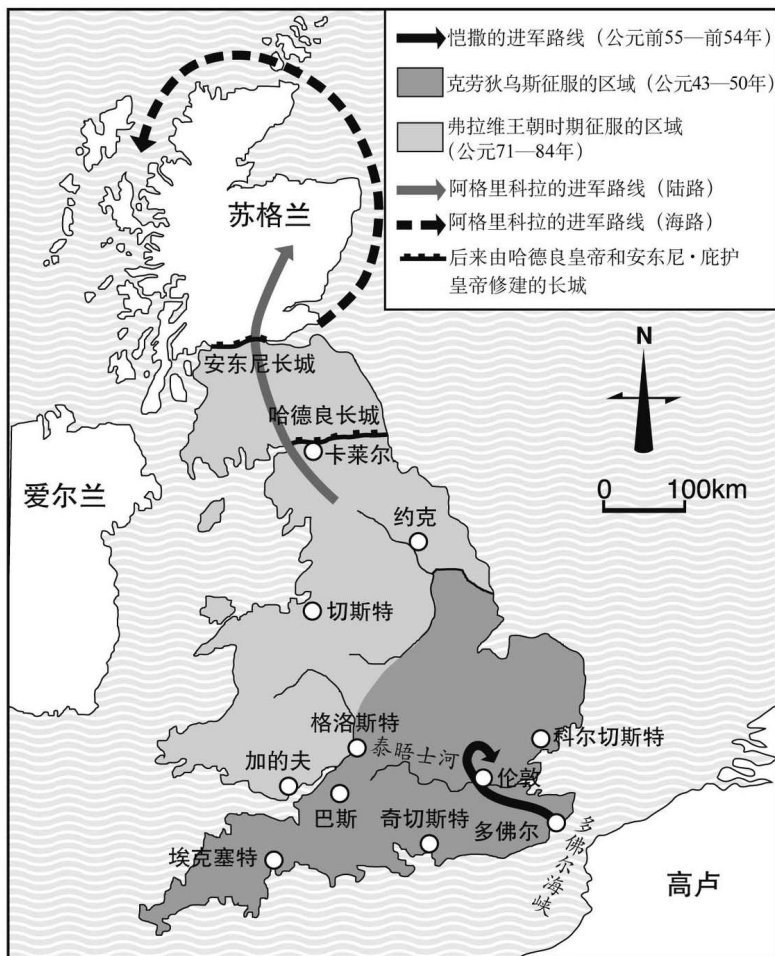 恺撒的进军路线（公元前55—前54年）
克劳狄乌斯征服的区域（公元43—50年）
弗拉维王朝时期征服的区域
（公元71—84年）
阿格里科拉的进军路线（陆路）
阿格里科拉的进军路线（海路）
后来由哈德良皇帝和安东尼·庇护
皇帝修建的长城
苏格兰
N
安东尼长城
哈德良长城
卡莱尔
爱尔兰
0 100km
约克
切斯特
格洛斯特
泰晤士河
科尔切斯特
加的夫
伦敦
巴斯
奇切斯特
多佛尔
多佛尔海峡
埃克塞特
高卢